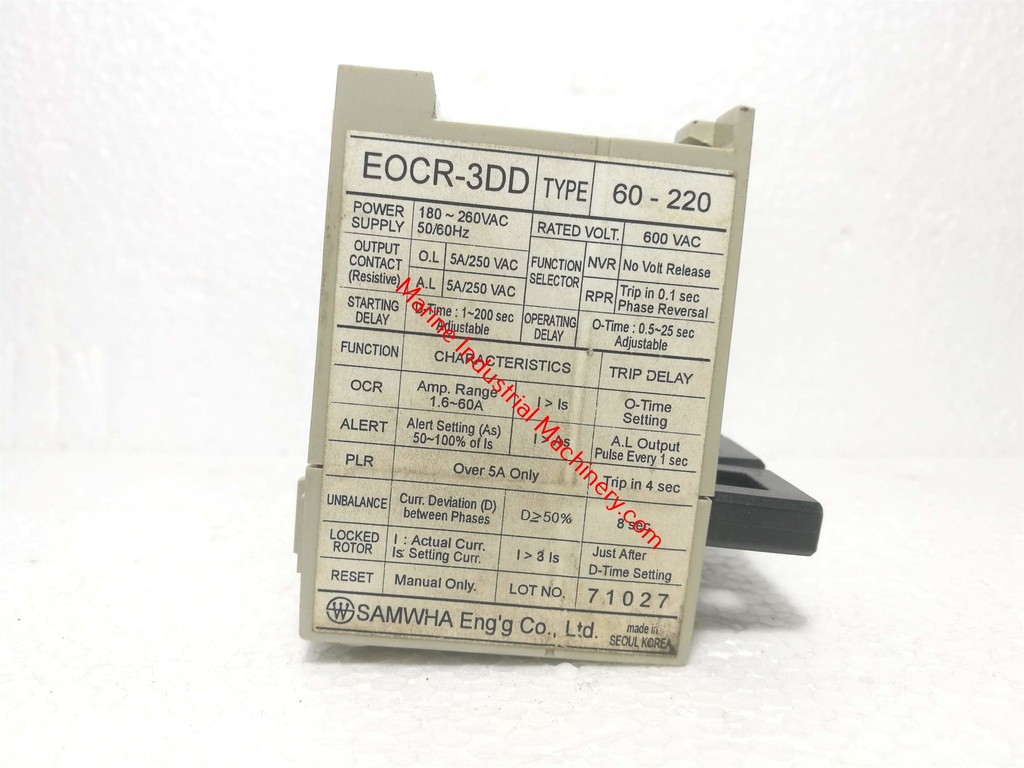 EOCR-3DD TYPE 60 - 220
POWER SUPPLY 180 ~ 260VAC 50/60Hz RATED VOLT. 600 VAC
OUTPUT CONTACT (Resistive) O.L 5A/250 VAC FUNCTION SELECTOR NVR No Volt Release
A.L 5A/250 VAC RPR Trip in 0.1 sec Phase Reversal
STARTING DELAY Time : 1~200 sec Adjustable OPERATING DELAY O-Time : 0.5~25 sec Adjustable
FUNCTION CHARACTERISTICS TRIP DELAY
OCR Amp. Range 1.6~60A I > Is O-Time Setting
ALERT Alert Setting (As) 50~100% of Is I > As A.L Output Pulse Every 1 sec
PLR Over 5A Only Trip in 4 sec
UNBALANCE Curr. Deviation (D) between Phases D≥50% 8 sec
LOCKED ROTOR I : Actual Curr. Is: Setting Curr. I > 3 Is Just After D-Time Setting
RESET Manual Only. LOT NO. 71027
W SAMWHA Eng'g Co., Ltd. made in SEOUL KOREA
Marine Industrial Machinery.com